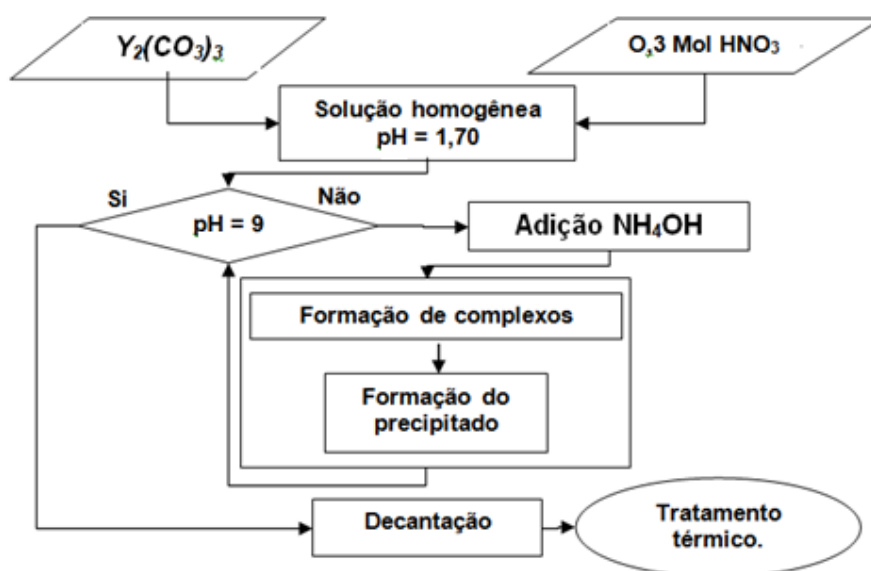 Y₂(CO₃)₃
O,3 Mol HNO₃
Solução homogênea
pH = 1,70
Si
Não
pH = 9
Adição NH₄OH
Formação de complexos
Formação do
precipitado
Decantação
Tratamento
térmico.